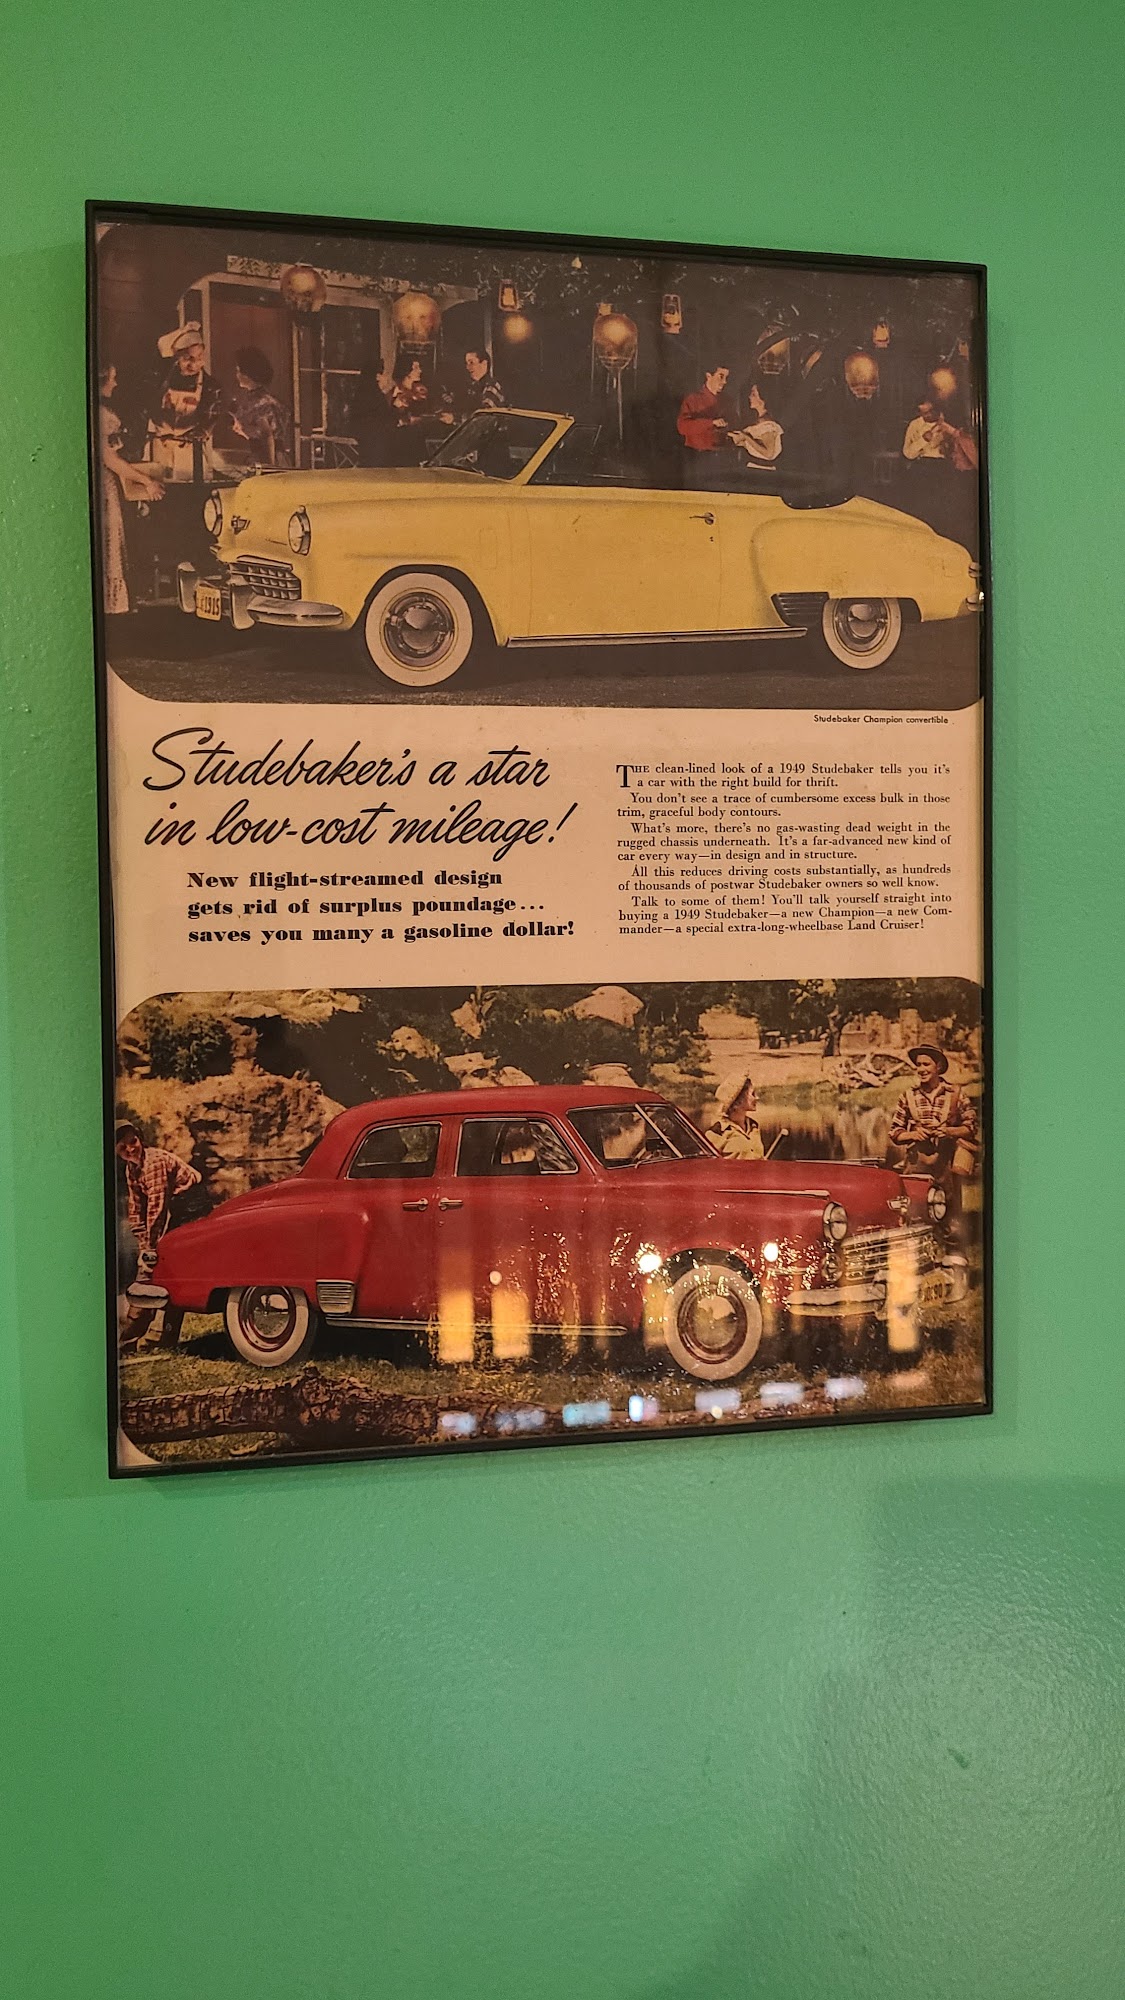 1915
Studebaker Champion convertible
Studebaker's a star
in low-cost mileage!
New flight-streamed design
gets rid of surplus poundage...
saves you many a gasoline dollar!
THE clean-lined look of a 1949 Studebaker tells you it's
a car with the right build for thrift.
You don't see a trace of cumbersome excess bulk in those
trim, graceful body contours.
What's more, there's no gas-wasting dead weight in the
rugged chassis underneath. It's a far-advanced new kind of
car every way—in design and in structure.
All this reduces driving costs substantially, as hundreds
of thousands of postwar Studebaker owners so well know.
Talk to some of them! You'll talk yourself straight into
buying a 1949 Studebaker—a new Champion—a new Com-
mander—a special extra-long-wheelbase Land Cruiser!